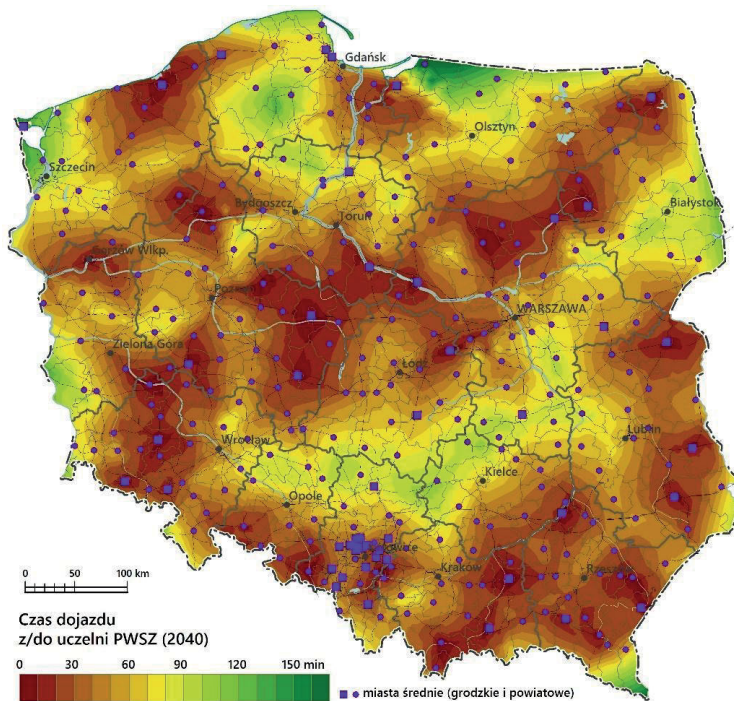 Gdańsk
Olsztyn
Szczecin
Białystok
Bydgoszcz
Toruń
Gorzów Wlkp.
Poznań
WARSZAWA
Zielona Góra
Łódź
Wrocław
Lublin
Kielce
Opole
Katowice
Kraków
Rzeszów
0 50 100 km
Czas dojazdu
z/do uczelni PWSZ (2040)
0 30 60 90 120 150 min
miasta średnie (grodzkie i powiatowe)